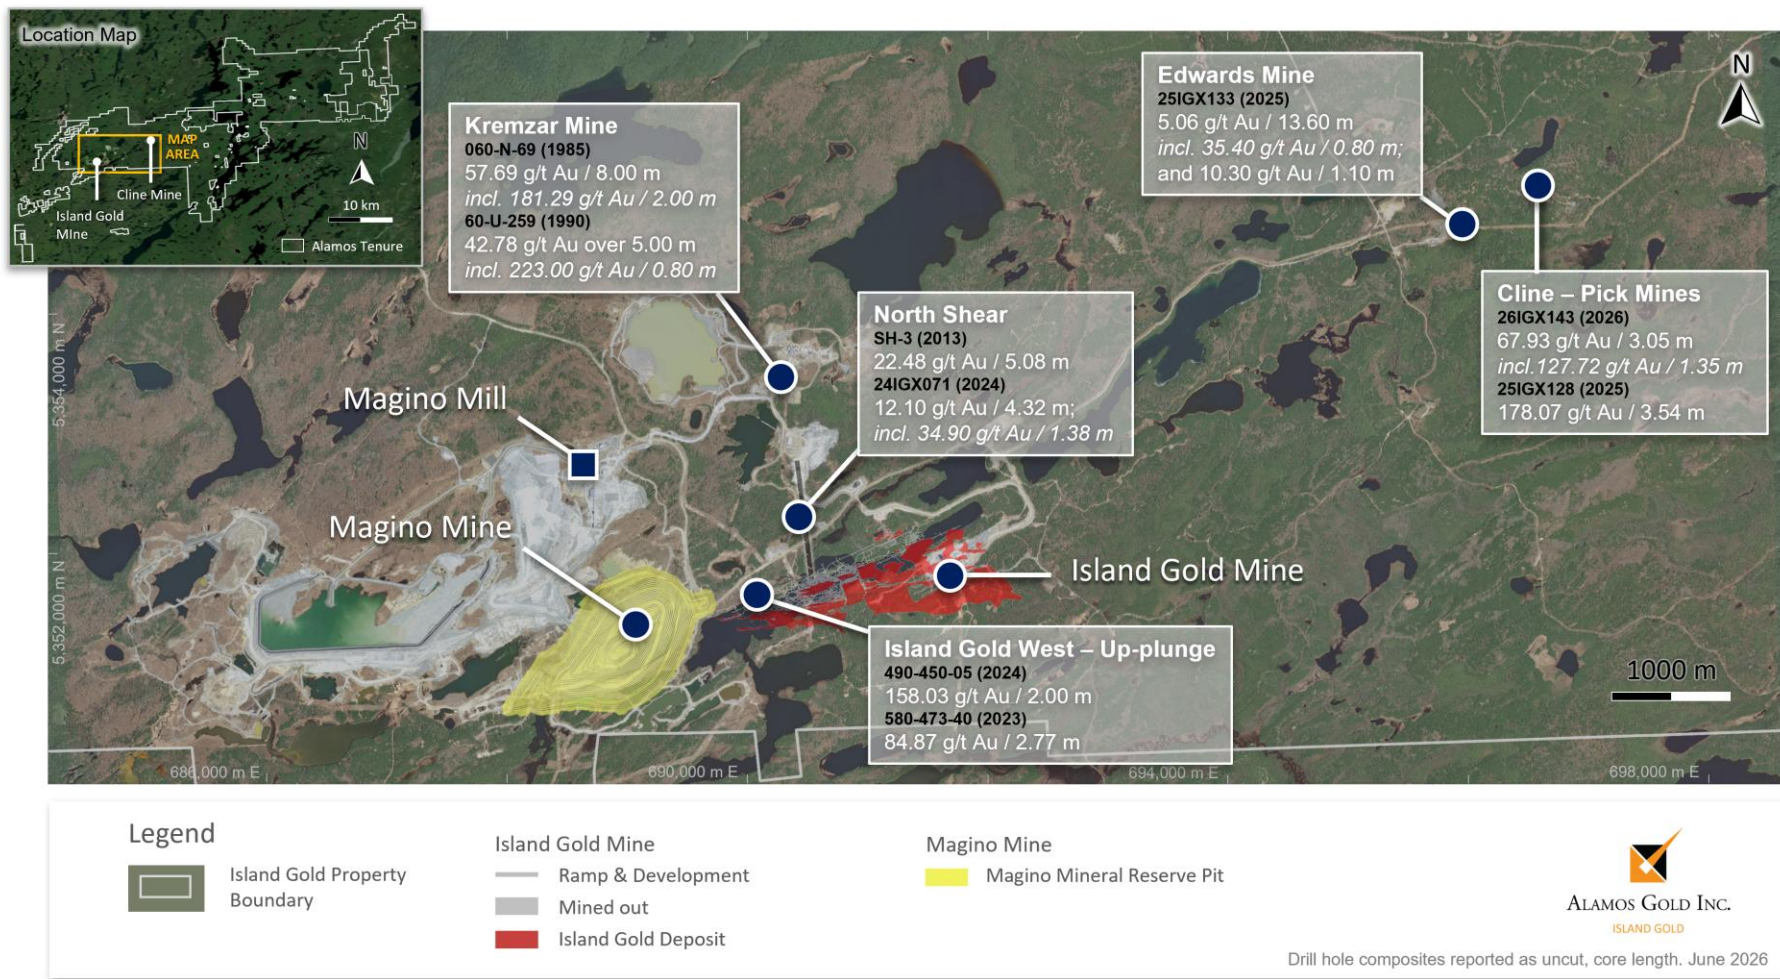 Location Map
MAP
AREA
N
Cline Mine
Island Gold
MIne
10 km
Alamos Tenure
Kremzar Mine
060-N-69 (1985)
57.69 g/t Au / 8.00 m
incl. 181.29 g/t Au / 2.00 m
60-U-259 (1990)
42.78 g/t Au over 5.00 m
incl. 223.00 g/t Au / 0.80 m
Edwards Mine
25IGX133 (2025)
5.06 g/t Au / 13.60 m
incl. 35.40 g/t Au / 0.80 m;
and 10.30 g/t Au / 1.10 m
N
North Shear
SH-3 (2013)
22.48 g/t Au / 5.08 m
24IGX071 (2024)
12.10 g/t Au / 4.32 m;
incl. 34.90 g/t Au / 1.38 m
Cline – Pick Mines
26IGX143 (2026)
67.93 g/t Au / 3.05 m
incl.127.72 g/t Au / 1.35 m
25IGX128 (2025)
178.07 g/t Au / 3.54 m
5,354,000 m N
Magino Mill
Magino Mine
Island Gold Mine
5,352,000 m N
Island Gold West – Up-plunge
490-450-05 (2024)
158.03 g/t Au / 2.00 m
580-473-40 (2023)
84.87 g/t Au / 2.77 m
1000 m
686,000 m E
690,000 m E
694,000 m E
698,000 m E
Legend
Island Gold Property
Boundary
Island Gold Mine
Ramp & Development
Mined out
Island Gold Deposit
Magino Mine
Magino Mineral Reserve Pit
ALAMOS GOLD INC.
ISLAND GOLD
Drill hole composites reported as uncut, core length. June 2026